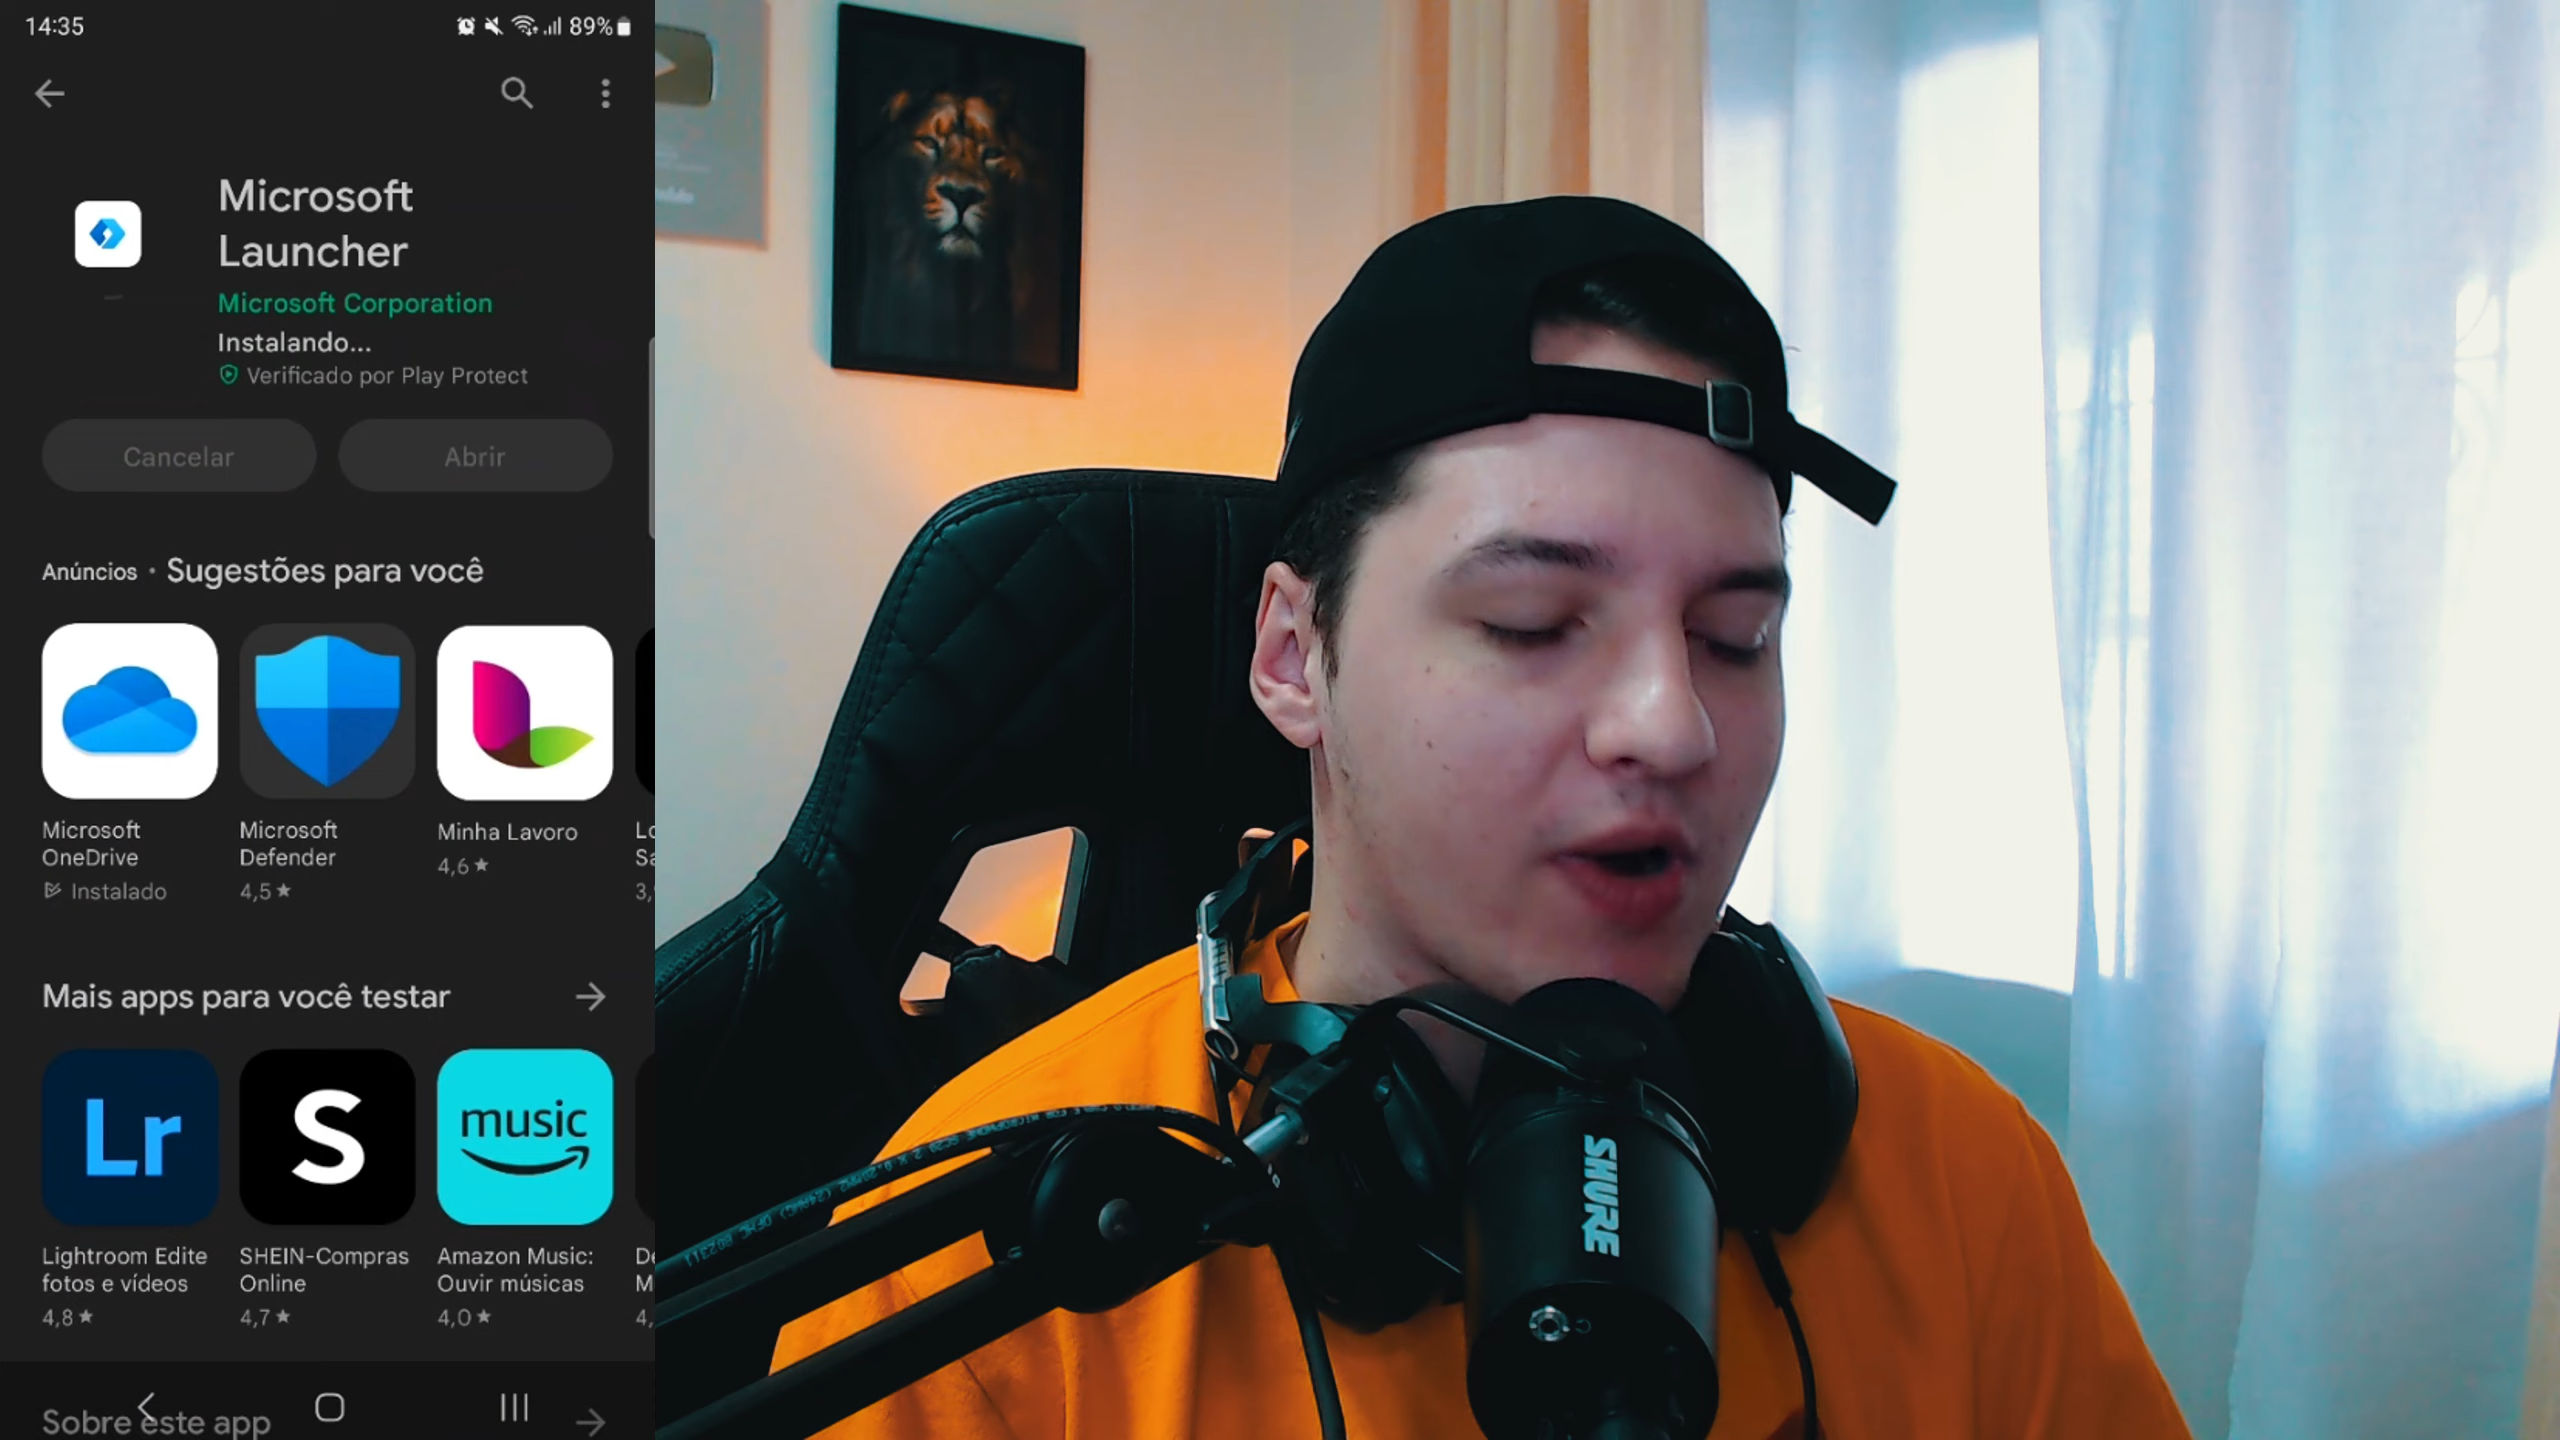 14:35
89%
Microsoft
Launcher
Microsoft Corporation
Instalando...
Verificado por Play Protect
Cancelar
Abrir
Anúncios • Sugestões para você
Microsoft
OneDrive
Instalado
Microsoft
Defender
4,5★
Minha Lavoro
4,6★
Mais apps para você testar
Lr
S
music
Lightroom Edite
fotos e vídeos
4,8★
SHEIN-Compras
Online
4,7★
Amazon Music:
Ouvir músicas
4,0★
Sobre este app
SHURE